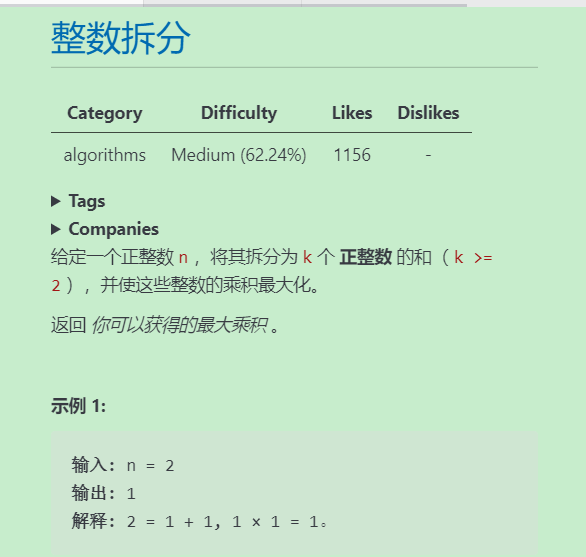 整数拆分
Category Difficulty Likes Dislikes
algorithms Medium (62.24%) 1156 -
▶ Tags
▶ Companies
给定一个正整数 n ，将其拆分为 k 个 正整数 的和（ k >=
2 ），并使这些整数的乘积最大化。
返回 你可以获得的最大乘积 。
示例 1:
输入: n = 2
输出: 1
解释: 2 = 1 + 1, 1 × 1 = 1。